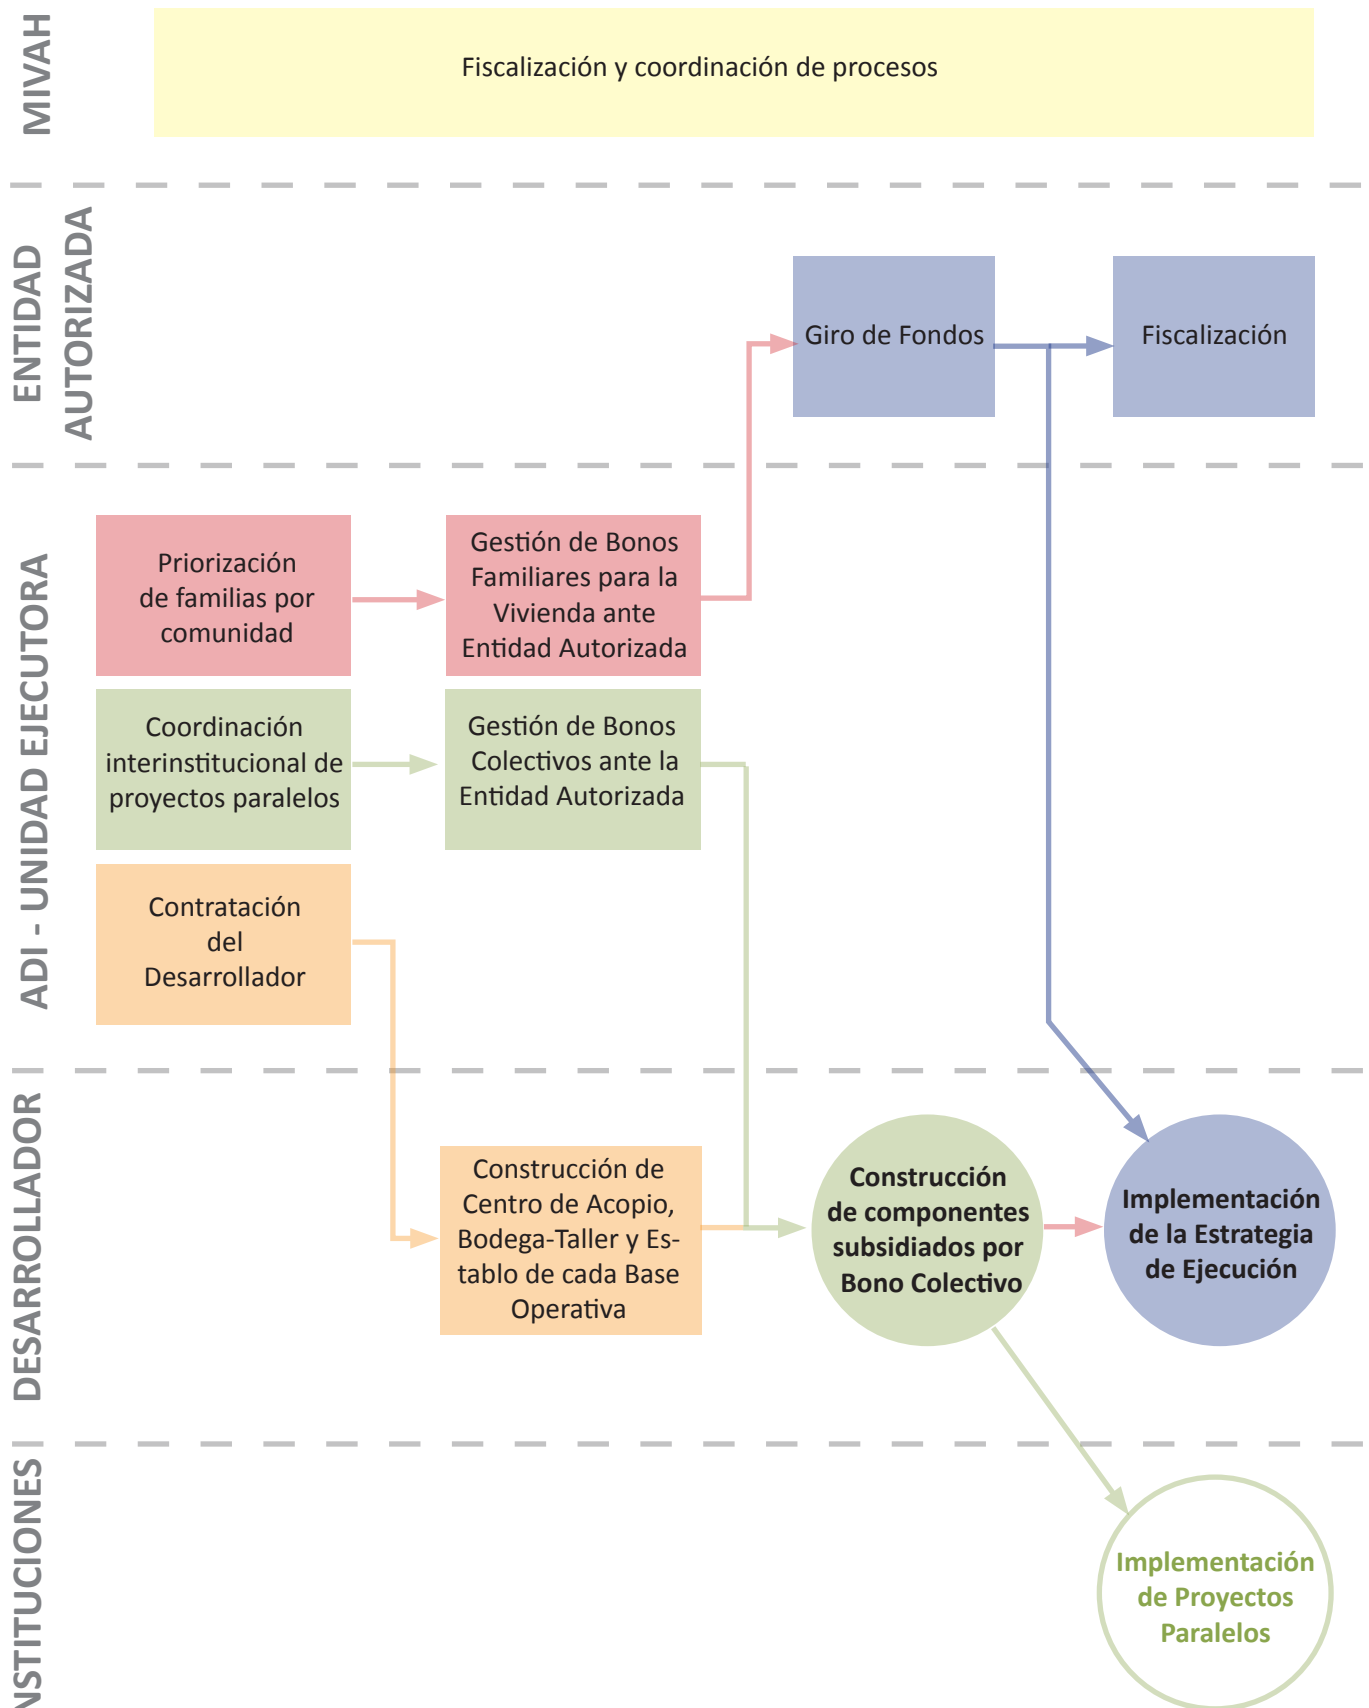 MIVAH
Fiscalización y coordinación de procesos
ENTIDAD
AUTORIZADA
Giro de Fondos
Fiscalización
ADI - UNIDAD EJECUTORA
Priorización
de familias por
comunidad
Gestión de Bonos
Familiares para la
Vivienda ante
Entidad Autorizada
Coordinación
interinstitucional de
proyectos paralelos
Gestión de Bonos
Colectivos ante la
Entidad Autorizada
Contratación
del
Desarrollador
DESARROLLADOR
Construcción de
Centro de Acopio,
Bodega-Taller y Es-
tablo de cada Base
Operativa
Construcción
de componentes
subsidiados por
Bono Colectivo
Implementación
de la Estrategia
de Ejecución
NSTITUCIONES
Implementación
de Proyectos
Paralelos